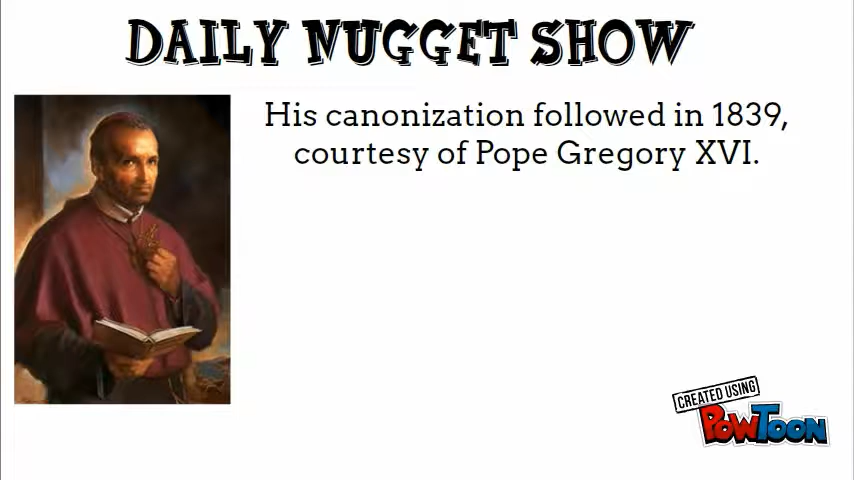 DAILY NUGGET SHOW
His canonization followed in 1839,
courtesy of Pope Gregory XVI.
CREATED USING
POWTOON